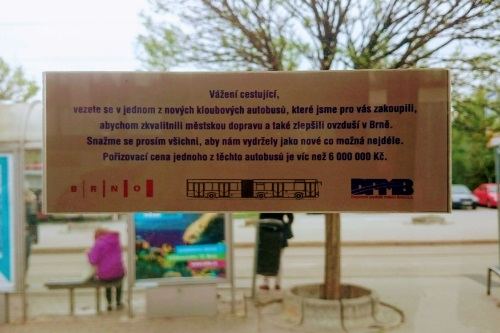 Vážení cestující,
vezete se v jednom z nových kloubových autobusů, které jsme pro vás zakoupili,
abychom zkvalitnili městskou dopravu a také zlepšili ovzduší v Brně.
Snažme se prosím všichni, aby nám vydržely jako nové co možná nejdéle.
Pořizovací cena jednoho z těchto autobusů je víc než 6 000 000 Kč.
B | R | N | O |
DPMB